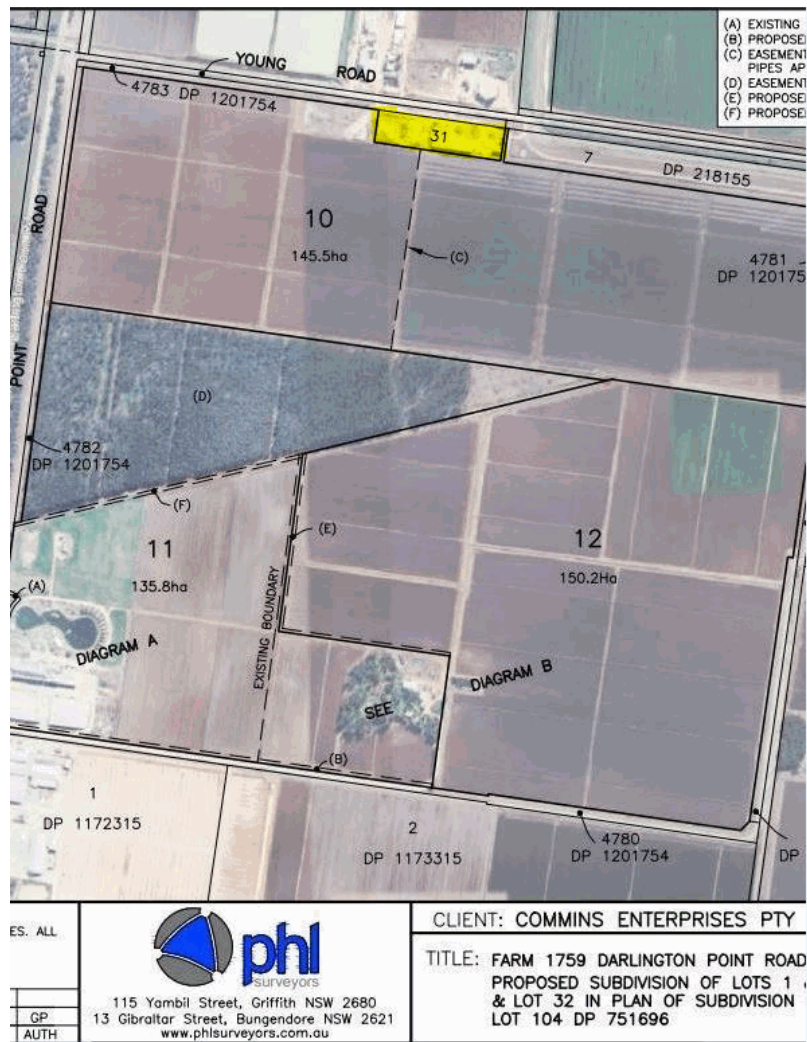 (A) EXISTING
(B) PROPOSE
(C) EASEMENT
PIPES AP
(D) EASEMENT
(E) PROPOSE
(F) PROPOSE
YOUNG ROAD
4783 DP 1201754
31
7
DP 218155
ROAD
10
145.5ha
(C)
4781
DP 120175
POINT
(D)
4782
DP 1201754
(F)
(E)
11
135.8ha
12
150.2Ha
(A)
EXISTING BOUNDARY
DIAGRAM A
SEE
DIAGRAM B
(B)
1
DP 1172315
2
DP 1173315
4780
DP 1201754
DP
ES. ALL
GP
AUTH
phl
surveyors
115 Yambil Street, Griffith NSW 2680
13 Gibraltar Street, Bungendore NSW 2621
www.phlsurveyors.com.au
CLIENT: COMMINS ENTERPRISES PTY
TITLE: FARM 1759 DARLINGTON POINT ROAD
PROPOSED SUBDIVISION OF LOTS 1
& LOT 32 IN PLAN OF SUBDIVISION
LOT 104 DP 751696